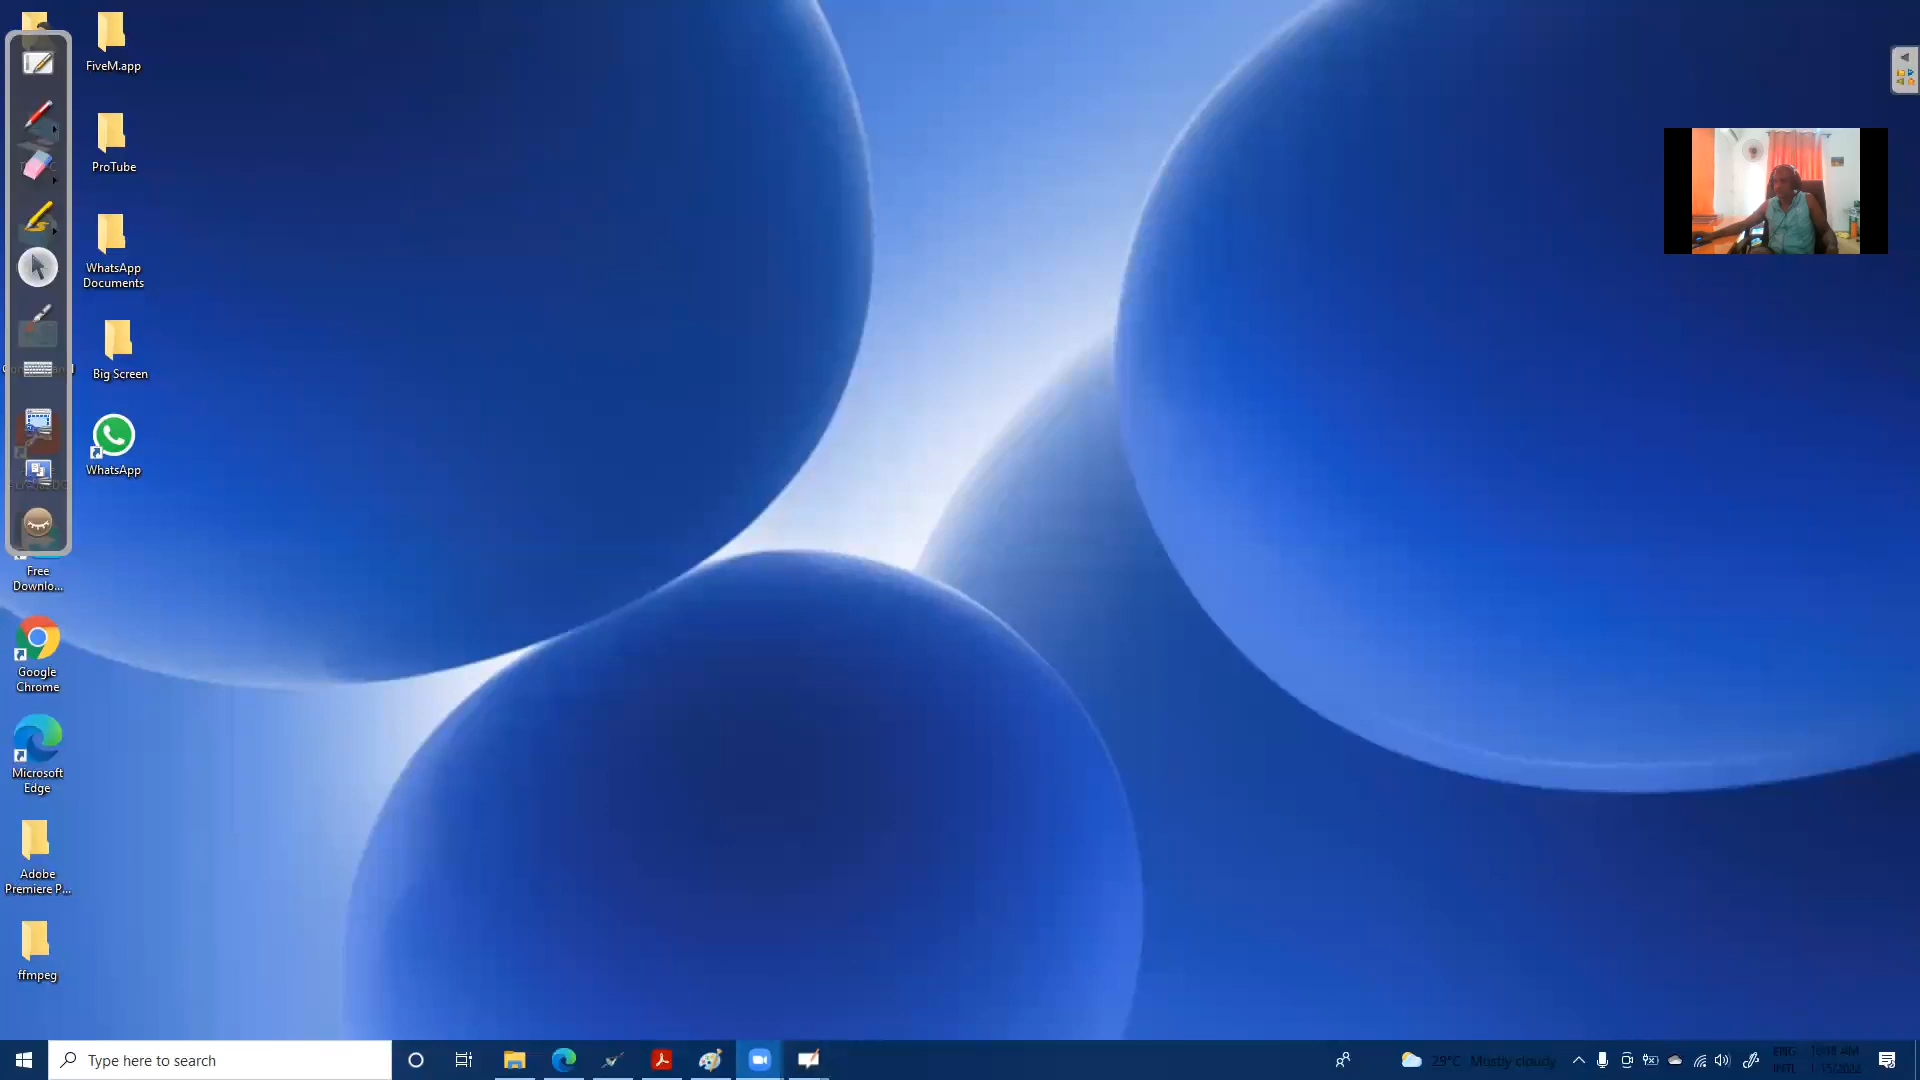 FiveM.app
ProTube
WhatsApp
Documents
Big Screen
WhatsApp
Free
Downlo...
Google
Chrome
Microsoft
Edge
Adobe
Premiere P...
ffmpeg
Type here to search
29°C Mostly cloudy
ENG
INTL